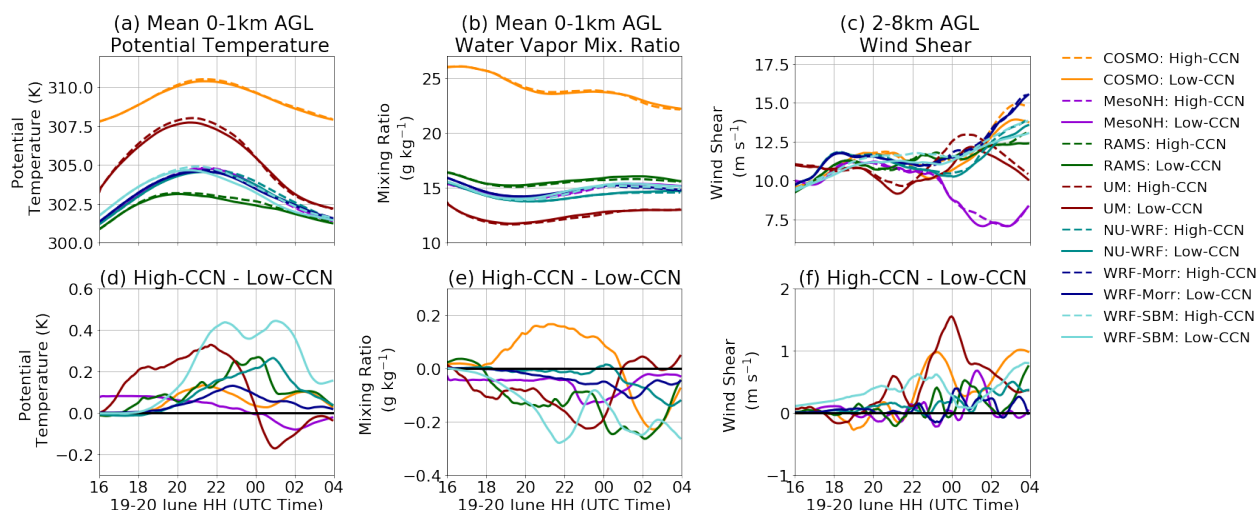 (a) Mean 0-1km AGL
Potential Temperature
(b) Mean 0-1km AGL
Water Vapor Mix. Ratio
(c) 2-8km AGL
Wind Shear
Potential
Temperature (K)
310.0
307.5
305.0
302.5
300.0
Mixing Ratio
(g kg⁻¹)
25
20
15
10
Wind Shear
(m s⁻¹)
17.5
15.0
12.5
10.0
7.5
COSMO: High-CCN
COSMO: Low-CCN
MesoNH: High-CCN
MesoNH: Low-CCN
RAMS: High-CCN
RAMS: Low-CCN
UM: High-CCN
UM: Low-CCN
NU-WRF: High-CCN
NU-WRF: Low-CCN
WRF-Morr: High-CCN
WRF-Morr: Low-CCN
WRF-SBM: High-CCN
WRF-SBM: Low-CCN
(d) High-CCN - Low-CCN
(e) High-CCN - Low-CCN
(f) High-CCN - Low-CCN
Potential
Temperature (K)
0.6
0.4
0.2
0.0
−0.2
Mixing Ratio
(g kg⁻¹)
0.2
0.0
−0.2
−0.4
Wind Shear
(m s⁻¹)
2
1
0
−1
16 18 20 22 00 02 04
19-20 June HH (UTC Time)
16 18 20 22 00 02 04
19-20 June HH (UTC Time)
16 18 20 22 00 02 04
19-20 June HH (UTC Time)